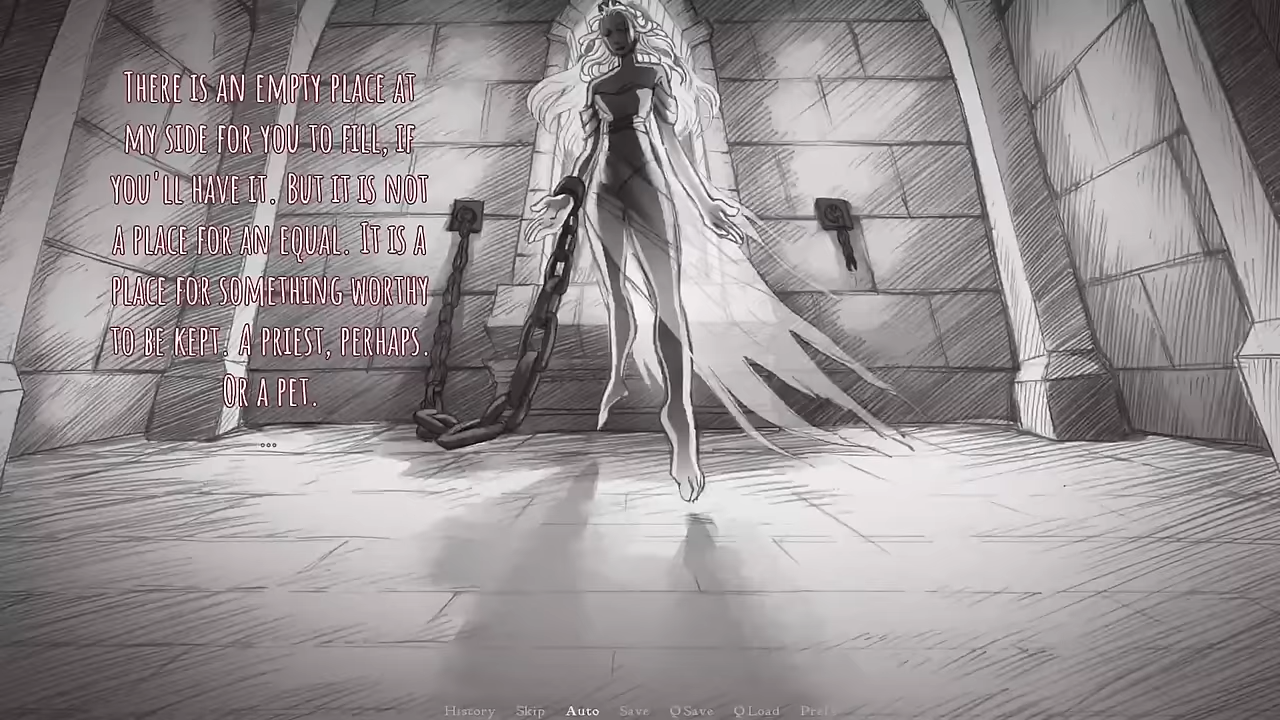 There is an empty place at
my side for you to fill, if
you'll have it. But it is not
a place for an equal. It is a
place for something worthy
to be kept. A priest, perhaps.
Or a pet.
...
History Skip Auto Save Q.Save Q.Load Prefs